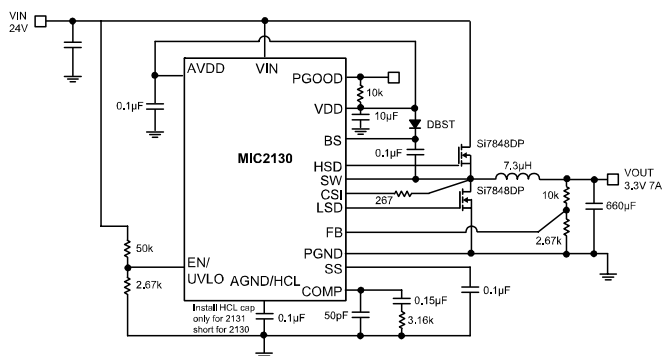 VIN
24V
AVDD
VIN
PGOOD
10k
0.1µF
VDD
10µF
DBST
BS
0.1µF
Si7848DP
MIC2130
HSD
SW
7.3µH
VOUT
3.3V 7A
CSI
267
Si7848DP
10k
660µF
LSD
FB
2.67k
50k
PGND
EN/
UVLO
SS
AGND/HCL
COMP
0.1µF
2.67k
Install HCL cap
only for 2131
short for 2130
0.1µF
50pF
0.15µF
3.16k